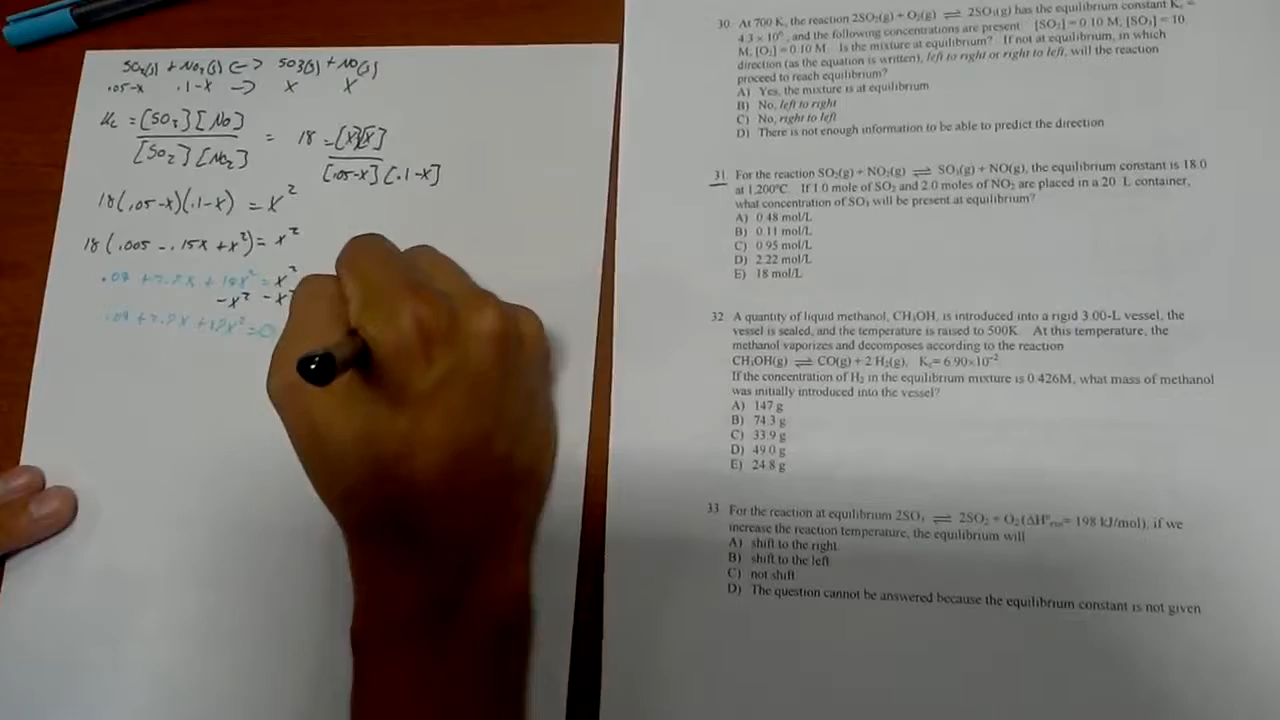 SO2(g) + NO2(g) <-> SO3(g) + NO(g)
.05-x .1-x -> x x
Kc = [SO2][NO] / [SO2][NO2] = 18 = [x][x] / [.05-x][.1-x]
18(.05-x)(.1-x) = x²
18(.005 - .15x + x²) = x²
.09 + 2.7x + 18x² = x²
-x² -x²
=0
30. At 700 K, the reaction 2SO₂(g) + O₂(g) ⇌ 2SO₃(g) has the equilibrium constant
4.3 × 10⁶, and the following concentrations are present: [SO₂] = 0.10 M, [SO₃] = 10.
M, [O₂] = 0.10 M. Is the mixture at equilibrium? If not at equilibrium, in which
direction (as the equation is written), left to right or right to left, will the reaction
proceed to reach equilibrium?
A) Yes, the mixture is at equilibrium
B) No, left to right
C) No, right to left
D) There is not enough information to be able to predict the direction
31. For the reaction SO₂(g) + NO₂(g) ⇌ SO₃(g) + NO(g), the equilibrium constant is 18.0
at 1,200°C. If 1.0 mole of SO₂ and 2.0 moles of NO₂ are placed in a 20. L container,
what concentration of SO₃ will be present at equilibrium?
A) 0.48 mol/L
B) 0.11 mol/L
C) 0.95 mol/L
D) 2.22 mol/L
E) 18 mol/L
32. A quantity of liquid methanol, CH₃OH, is introduced into a rigid 3.00-L vessel, the
vessel is sealed, and the temperature is raised to 500K. At this temperature, the
methanol vaporizes and decomposes according to the reaction
CH₃OH(g) ⇌ CO(g) + 2 H₂(g), K_c = 6.90×10⁻²
If the concentration of H₂ in the equilibrium mixture is 0.426M, what mass of methanol
was initially introduced into the vessel?
A) 147 g
B) 74.3 g
C) 33.9 g
D) 49.0 g
E) 24.8 g
33. For the reaction at equilibrium 2SO₃ ⇌ 2SO₂ + O₂ (ΔH°rxn = 198 kJ/mol), if we
increase the reaction temperature, the equilibrium will
A) shift to the right.
B) shift to the left
C) not shift
D) The question cannot be answered because the equilibrium constant is not given